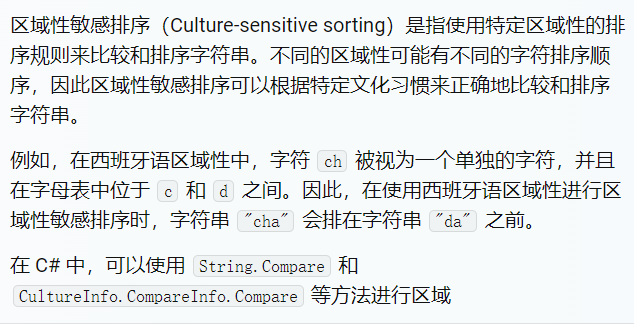 区域性敏感排序（Culture-sensitive sorting）是指使用特定区域性的排
序规则来比较和排序字符串。不同的区域性可能有不同的字符排序顺
序，因此区域性敏感排序可以根据特定文化习惯来正确地比较和排序
字符串。
例如，在西班牙语区域性中，字符 ch 被视为一个单独的字符，并且
在字母表中位于 c 和 d 之间。因此，在使用西班牙语区域性进行区
域性敏感排序时，字符串 "cha" 会排在字符串 "da" 之前。
在 C# 中，可以使用 String.Compare 和
CultureInfo.CompareInfo.Compare 等方法进行区域